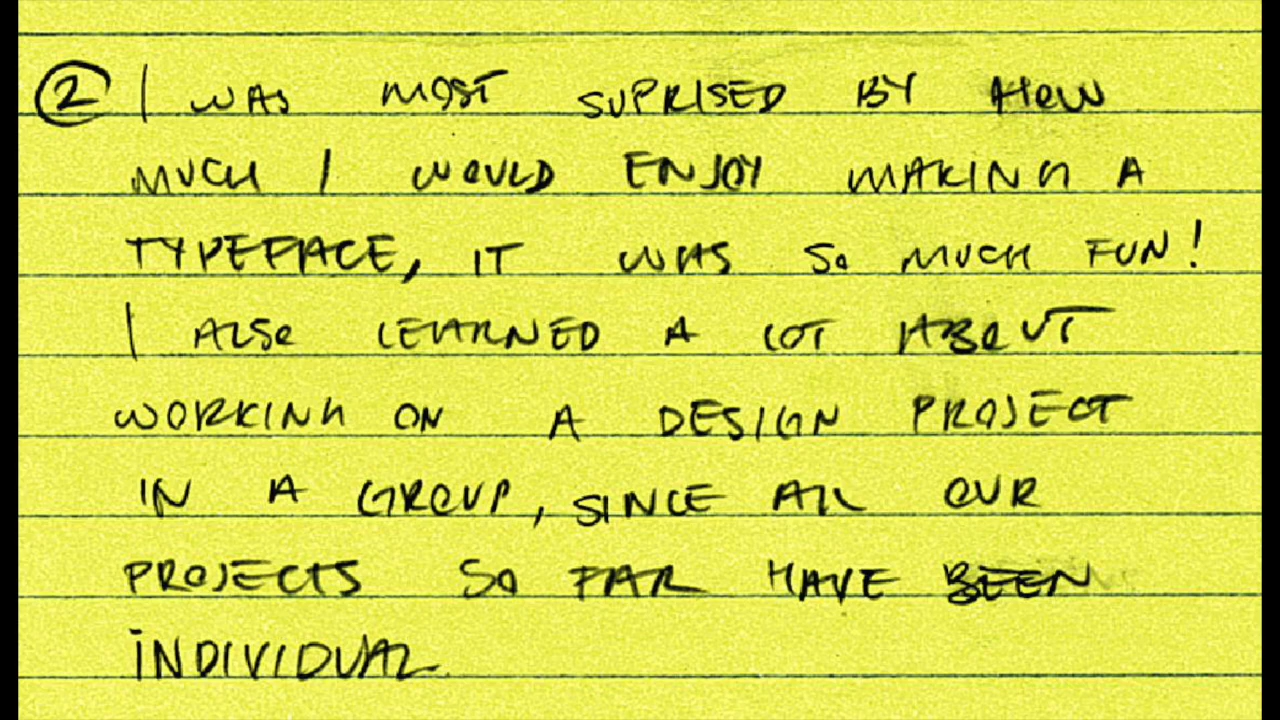 ② I WAS MOST SUPRISED BY HOW
MUCH I WOULD ENJOY MAKING A
TYPEFACE, IT WAS SO MUCH FUN!
I ALSO LEARNED A LOT ABOUT
WORKING ON A DESIGN PROJECT
IN A GROUP, SINCE ALL OUR
PROJECTS SO FAR HAVE BEEN
INDIVIDUAL